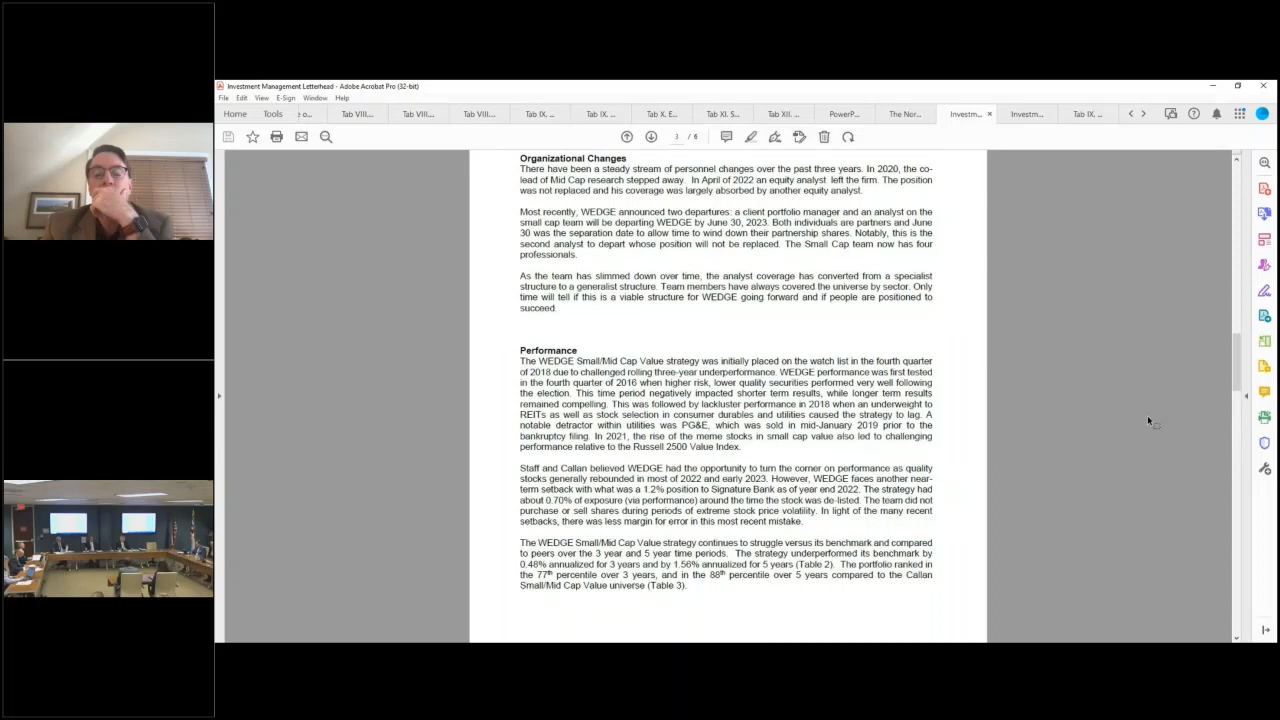 Investment Management Letterhead - Adobe Acrobat Pro (32-bit)
File Edit View E-Sign Window Help
Home Tools e o... Tab VIII.... Tab VIII.... Tab VIII.... Tab IX. ... Tab IX. ... Tab X. E... Tab XI. S... Tab XII. ... PowerP... The Nor... Investm... × Investm... Tab IX. ...
3 / 6
Organizational Changes
There have been a steady stream of personnel changes over the past three years. In 2020, the co-
lead of Mid Cap research stepped away. In April of 2022 an equity analyst left the firm. The position
was not replaced and his coverage was largely absorbed by another equity analyst.
Most recently, WEDGE announced two departures: a client portfolio manager and an analyst on the
small cap team will be departing WEDGE by June 30, 2023. Both individuals are partners and June
30 was the separation date to allow time to wind down their partnership shares. Notably, this is the
second analyst to depart whose position will not be replaced. The Small Cap team now has four
professionals.
As the team has slimmed down over time, the analyst coverage has converted from a specialist
structure to a generalist structure. Team members have always covered the universe by sector. Only
time will tell if this is a viable structure for WEDGE going forward and if people are positioned to
succeed.
Performance
The WEDGE Small/Mid Cap Value strategy was initially placed on the watch list in the fourth quarter
of 2018 due to challenged rolling three-year underperformance. WEDGE performance was first tested
in the fourth quarter of 2016 when higher risk, lower quality securities performed very well following
the election. This time period negatively impacted shorter term results, while longer term results
remained compelling. This was followed by lackluster performance in 2018 when an underweight to
REITs as well as stock selection in consumer durables and utilities caused the strategy to lag. A
notable detractor within utilities was PG&E, which was sold in mid-January 2019 prior to the
bankruptcy filing. In 2021, the rise of the meme stocks in small cap value also led to challenging
performance relative to the Russell 2500 Value Index.
Staff and Callan believed WEDGE had the opportunity to turn the corner on performance as quality
stocks generally rebounded in most of 2022 and early 2023. However, WEDGE faces another near-
term setback with what was a 1.2% position to Signature Bank as of year end 2022. The strategy had
about 0.70% of exposure (via performance) around the time the stock was de-listed. The team did not
purchase or sell shares during periods of extreme stock price volatility. In light of the many recent
setbacks, there was less margin for error in this most recent mistake.
The WEDGE Small/Mid Cap Value strategy continues to struggle versus its benchmark and compared
to peers over the 3 year and 5 year time periods. The strategy underperformed its benchmark by
0.48% annualized for 3 years and by 1.56% annualized for 5 years (Table 2). The portfolio ranked in
the 77th percentile over 3 years, and in the 88th percentile over 5 years compared to the Callan
Small/Mid Cap Value universe (Table 3).